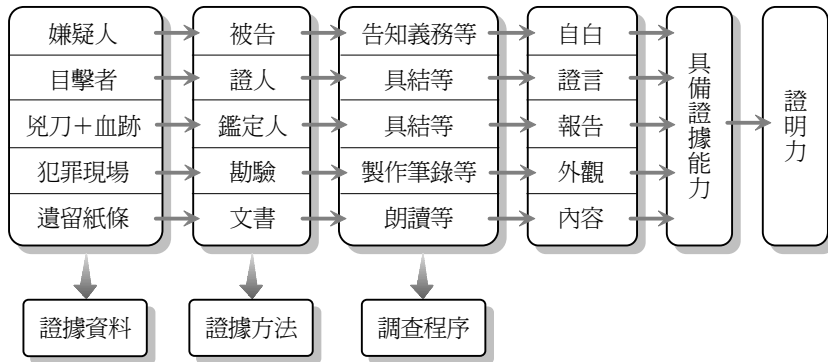 嫌疑人 被告 告知義務等 自白
目擊者 證人 具結等 證言
兇刀＋血跡 鑑定人 具結等 報告
犯罪現場 勘驗 製作筆錄等 外觀
遺留紙條 文書 朗讀等 內容
具備證據能力
證明力
證據資料 證據方法 調查程序